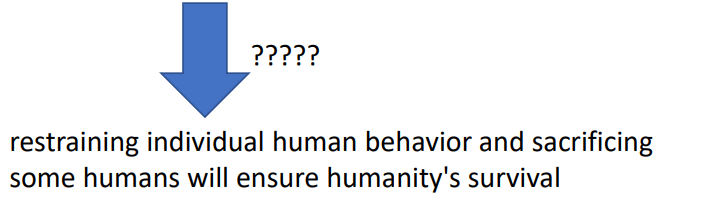 ?????
restraining individual human behavior and sacrificing
some humans will ensure humanity's survival